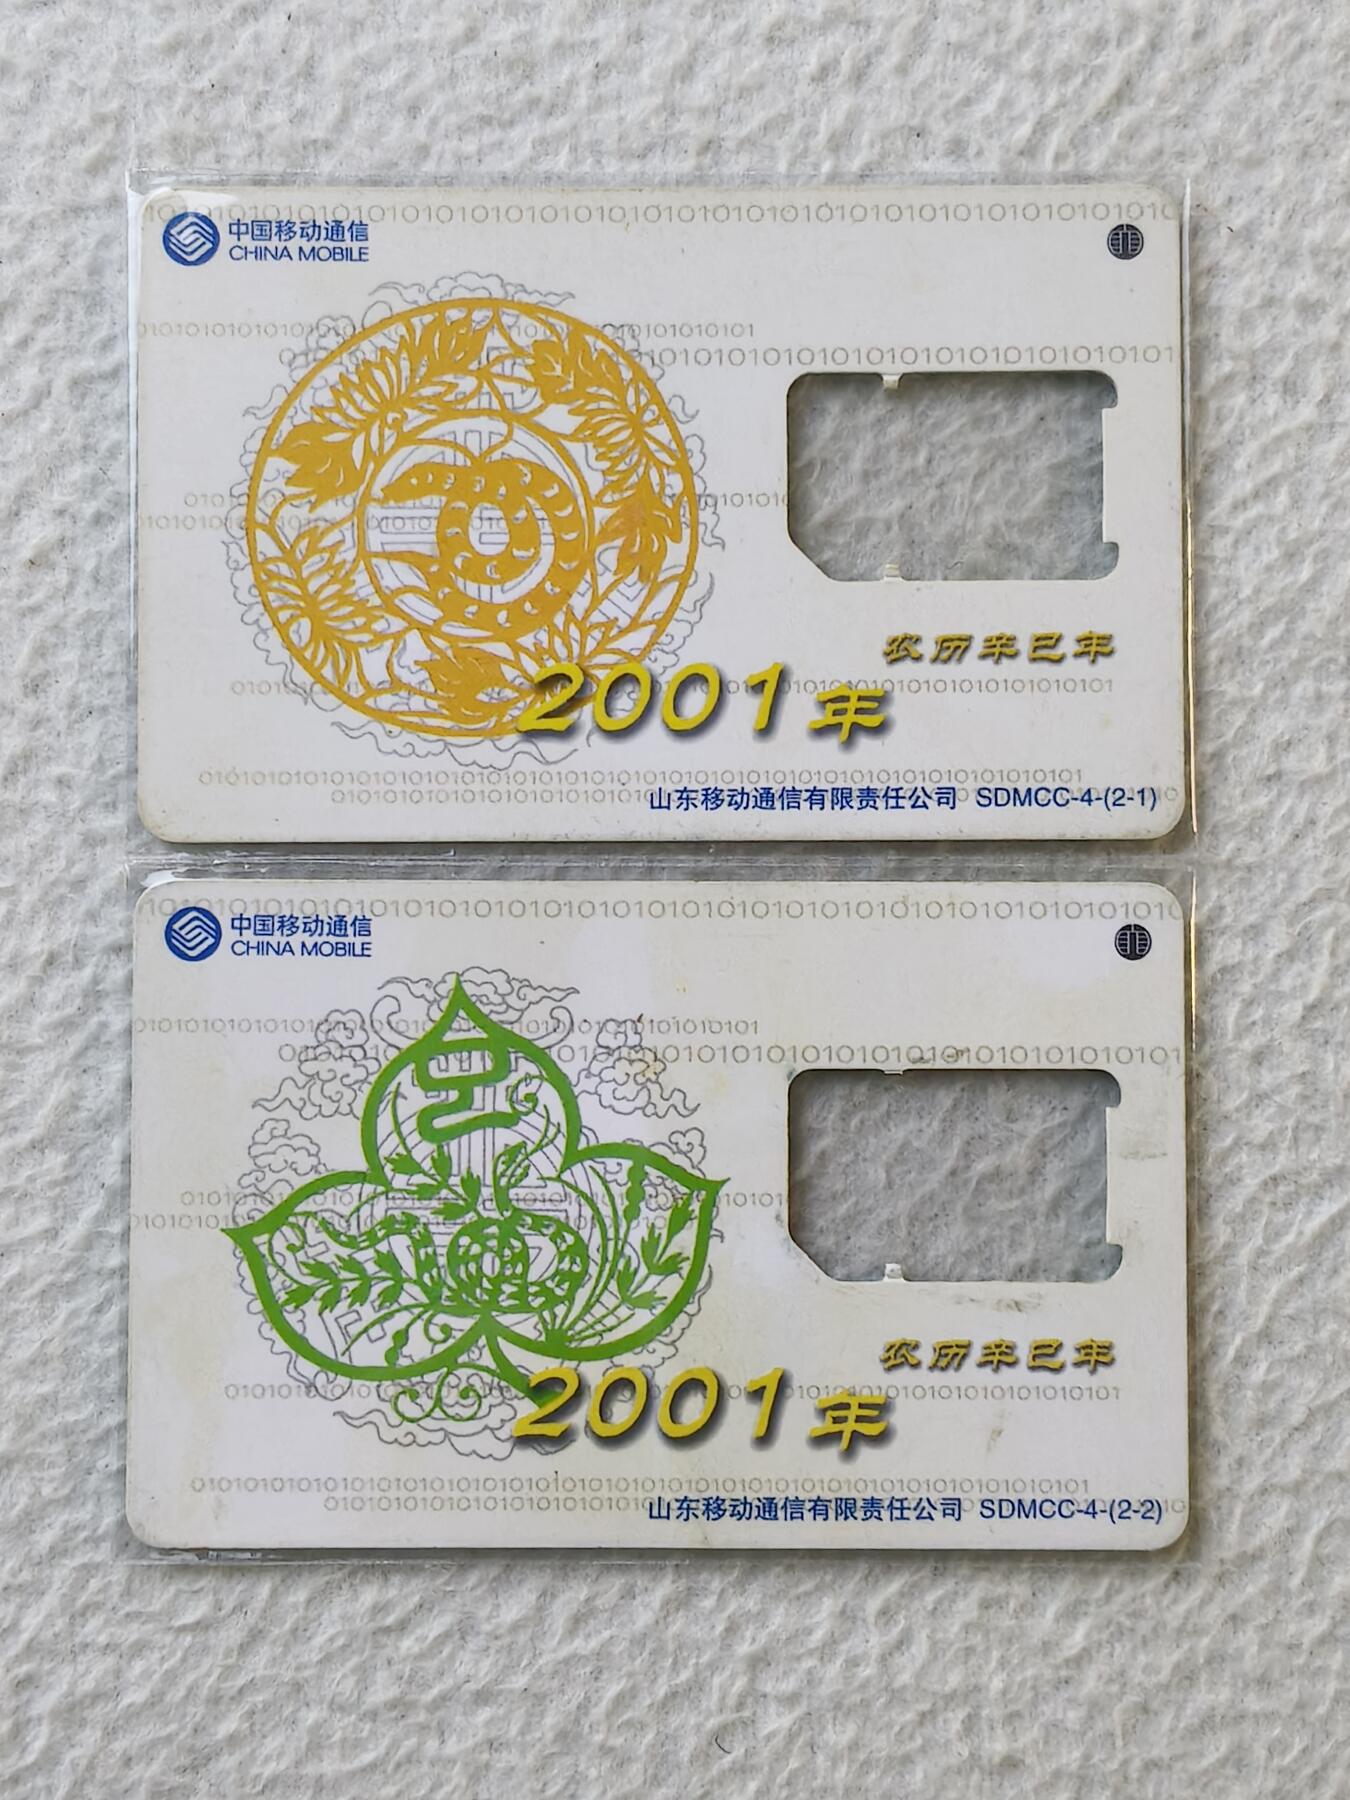 中国移动通信
CHINA MOBILE
农历辛巳年
2001年
山东移动通信有限责任公司 SDMCC-4-(2-1)
中国移动通信
CHINA MOBILE
巳
农历辛巳年
2001年
山东移动通信有限责任公司 SDMCC-4-(2-2)